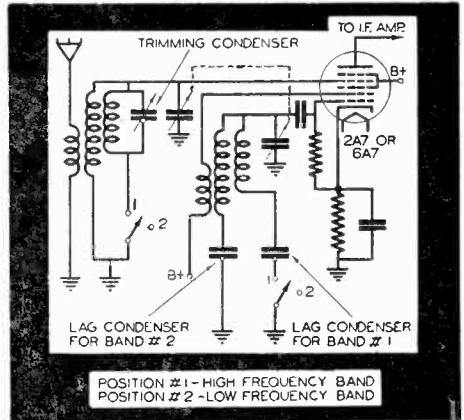 TO I.F. AMP.
TRIMMING CONDENSER
B+
2A7 OR
6A7
1
2
B+
1
2
LAG CONDENSER
FOR BAND # 2
LAG CONDENSER
FOR BAND # 1
POSITION #1 - HIGH FREQUENCY BAND
POSITION #2 - LOW FREQUENCY BAND